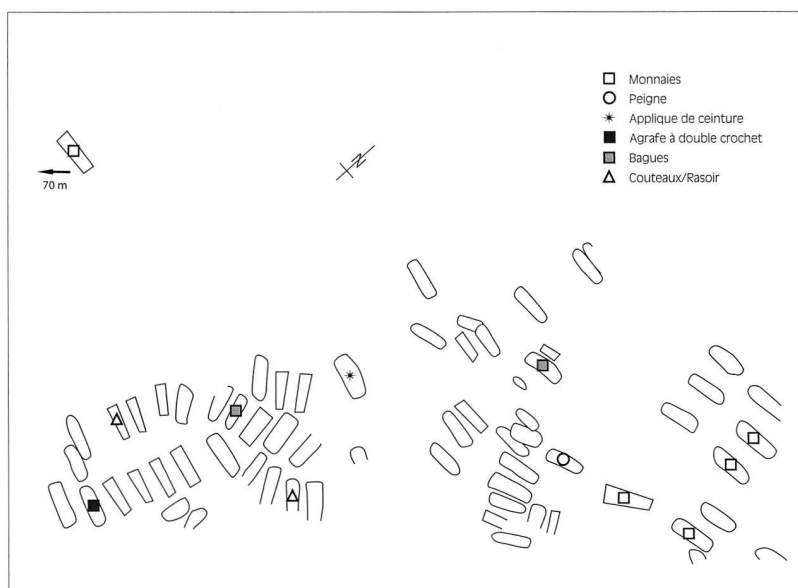 Monnaies
Peigne
Applique de ceinture
Agrafe à double crochet
Bagues
Couteaux/Rasoir
70 m
N